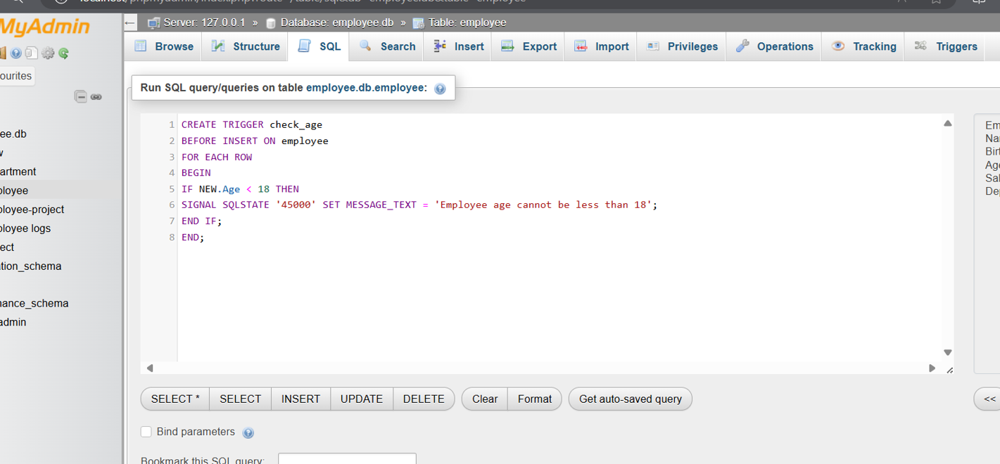 MyAdmin
Server: 127.0.0.1 » Database: employee.db » Table: employee
Browse Structure SQL Search Insert Export Import Privileges Operations Tracking Triggers
ourites
Run SQL query/queries on table employee.db.employee:
1 CREATE TRIGGER check_age
2 BEFORE INSERT ON employee
3 FOR EACH ROW
4 BEGIN
5 IF NEW.Age < 18 THEN
6 SIGNAL SQLSTATE '45000' SET MESSAGE_TEXT = 'Employee age cannot be less than 18';
7 END IF;
8 END;
ee.db
w
artment
ployee
ployee-project
ployee logs
ect
ation_schema
nance_schema
admin
Em
Na
Birt
Age
Sal
De
SELECT * SELECT INSERT UPDATE DELETE Clear Format Get auto-saved query <<
Bind parameters
Bookmark this SQL query: